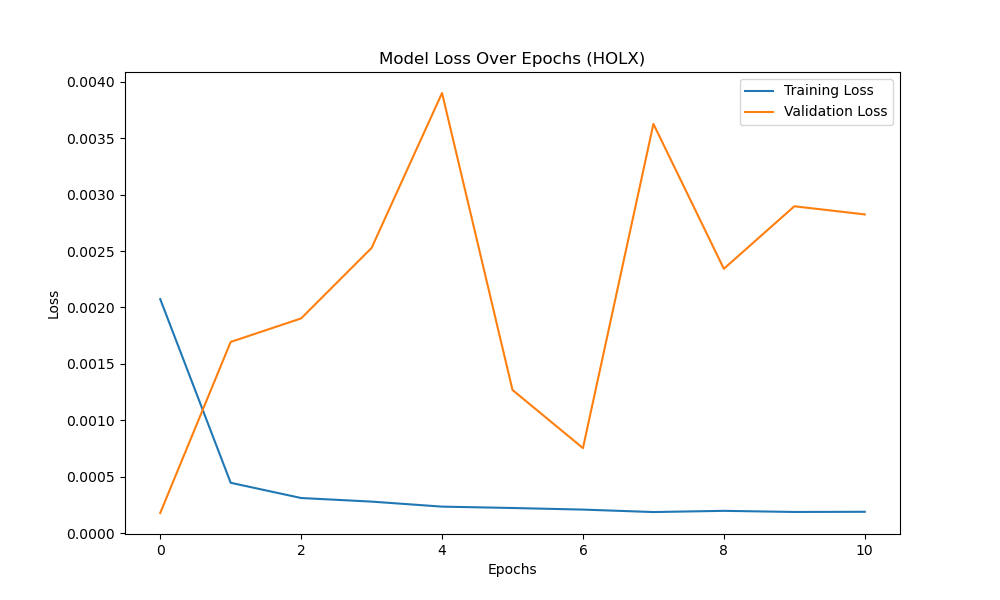 Model Loss Over Epochs (HOLX)
Training Loss
Validation Loss
0.0040
0.0035
0.0030
0.0025
0.0020
0.0015
0.0010
0.0005
0.0000
Loss
0 2 4 6 8 10
Epochs